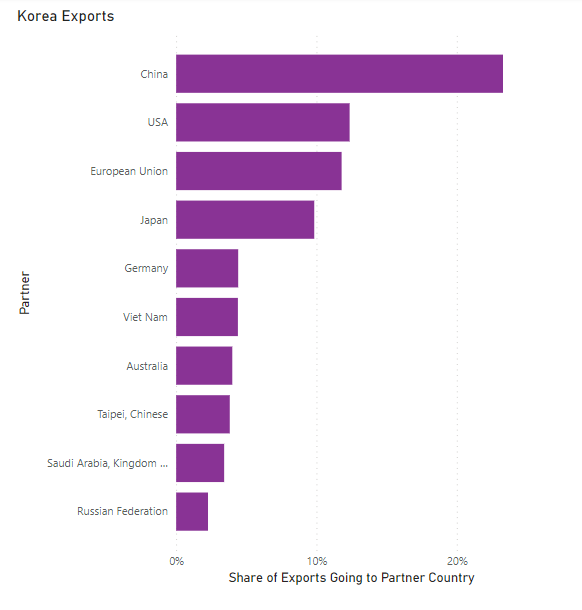 Korea Exports
Partner
China
USA
European Union
Japan
Germany
Viet Nam
Australia
Taipei, Chinese
Saudi Arabia, Kingdom ...
Russian Federation
0% 10% 20%
Share of Exports Going to Partner Country